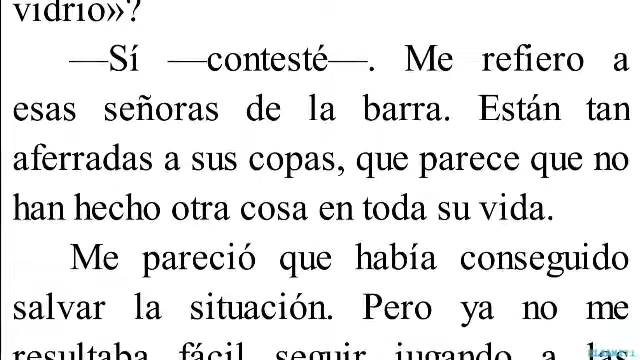 vidrio»?
—Sí —contesté—. Me refiero a
esas señoras de la barra. Están tan
aferradas a sus copas, que parece que no
han hecho otra cosa en toda su vida.
Me pareció que había conseguido
salvar la situación. Pero ya no me
resultaba fácil seguir jugando a las